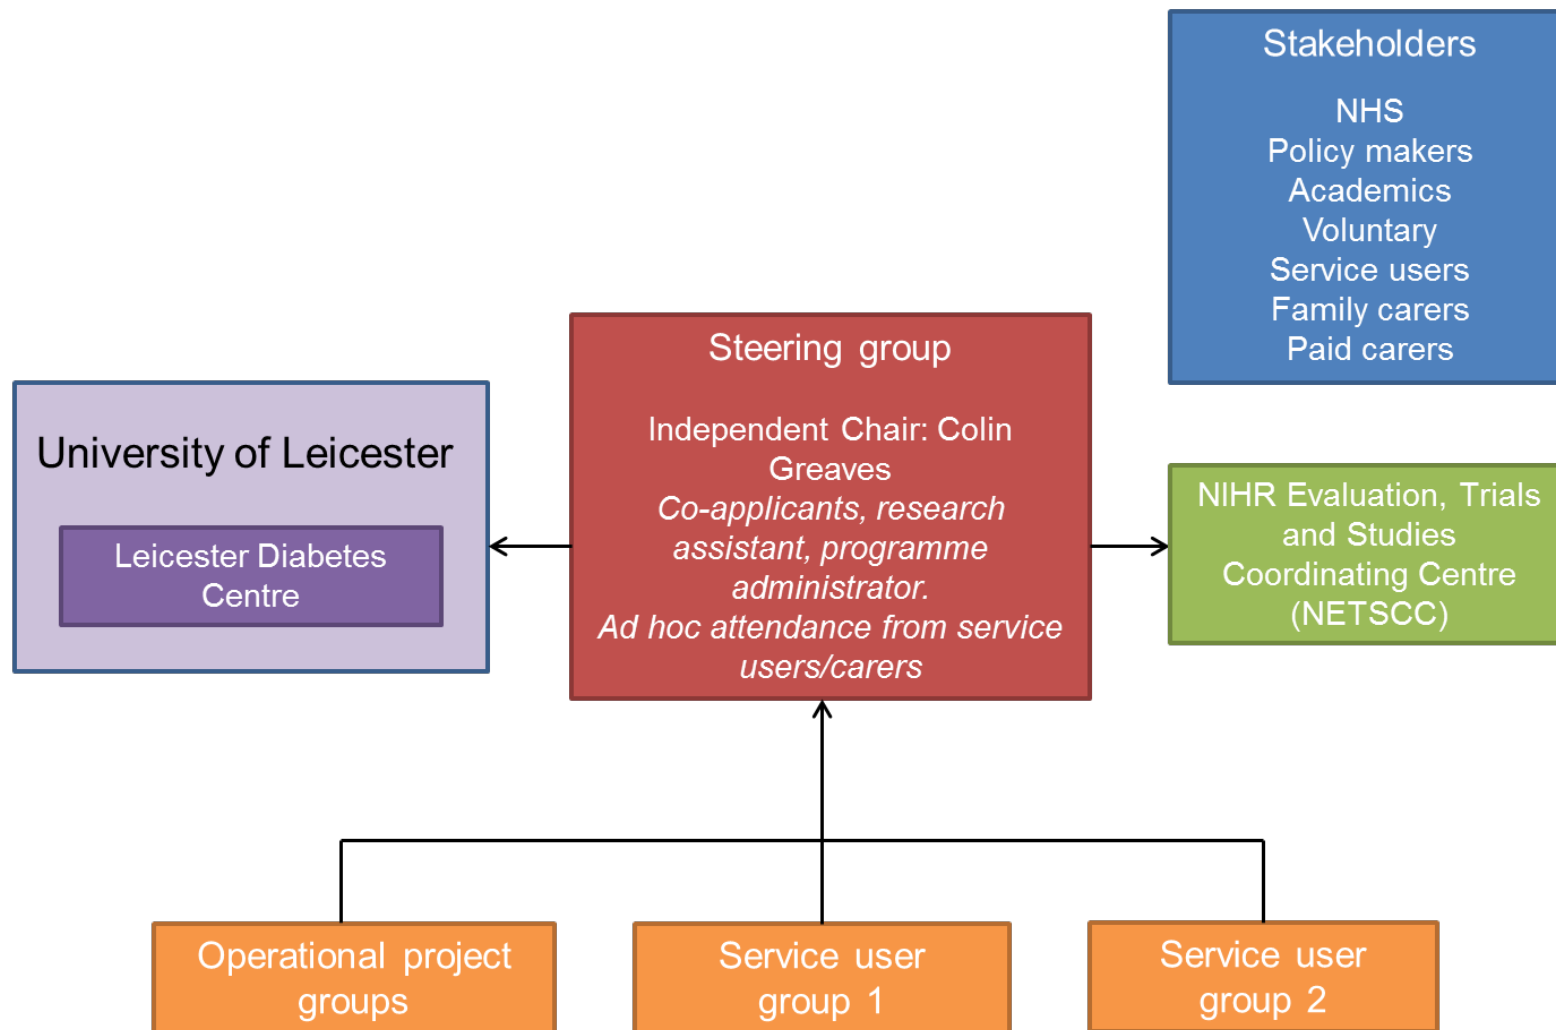 Stakeholders
NHS
Policy makers
Academics
Voluntary
Service users
Family carers
Paid carers
Steering group
Independent Chair: Colin
Greaves
Co-applicants, research
assistant, programme
administrator.
Ad hoc attendance from service
users/carers
University of Leicester
Leicester Diabetes
Centre
NIHR Evaluation, Trials
and Studies
Coordinating Centre
(NETSCC)
Operational project
groups
Service user
group 1
Service user
group 2